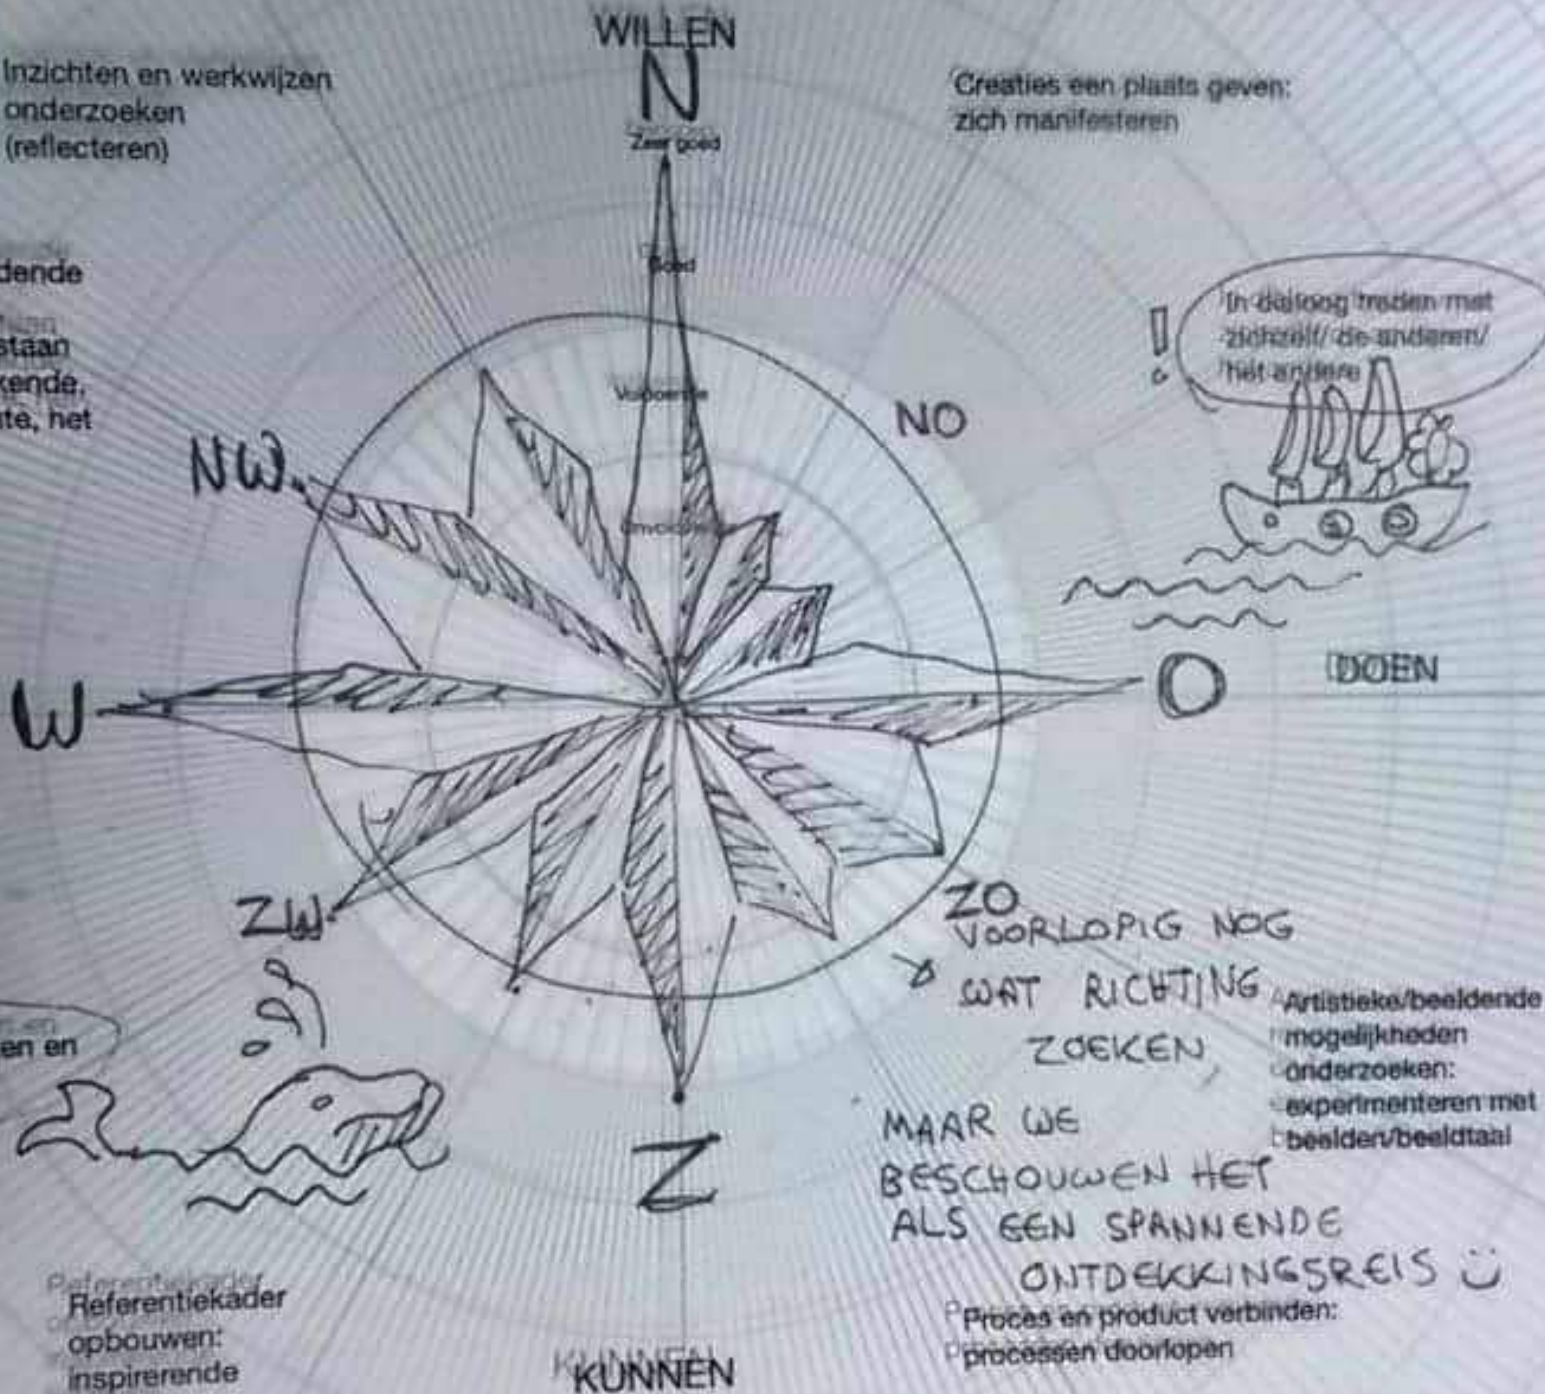 WILLEN
N
Zeer goed
Goed
Voldoende
Inzichten en werkwijzen
onderzoeken
(reflecteren)
Creaties een plaats geven:
zich manifesteren
dende
staan
kende,
te, het
NW
NO
!
In dialoog treden met
zichzelf/ de anderen/
het andere
W
O
DOEN
ZW
ZO
VOORLOPIG NOG
WAT RICHTING
ZOEKEN
MAAR WE
BESCHOUWEN HET
ALS EEN SPANNENDE
ONTDEKKINGSREIS
Artistieke/beeldende
mogelijkheden
onderzoeken:
experimenteren met
beelden/beeldtaal
en en
Z
Referentiekader
opbouwen:
inspirerende
KUNNEN
Proces en product verbinden:
processen doorlopen